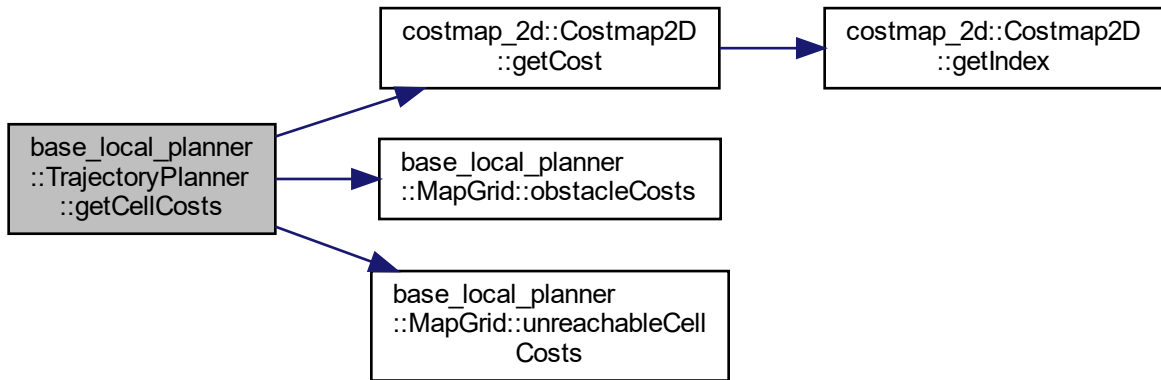 base_local_planner
::TrajectoryPlanner
::getCellCosts
costmap_2d::Costmap2D
::getCost
costmap_2d::Costmap2D
::getIndex
base_local_planner
::MapGrid::obstacleCosts
base_local_planner
::MapGrid::unreachableCell
Costs